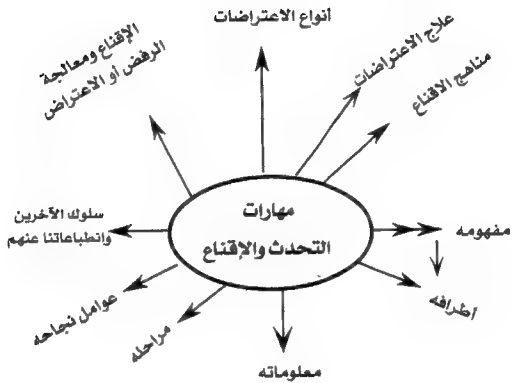 أنواع الاعتراضات
علاج الاعتراضات
مناهج الاقناع
الإقناع ومعالجة
الرفض أو الاعتراض
مهارات
التحدث والإقناع
سلوك الآخرين
وانطباعاتنا عنهم
مفهومه
أطرافه
عوامل نجاحه
مراحله
معلوماته